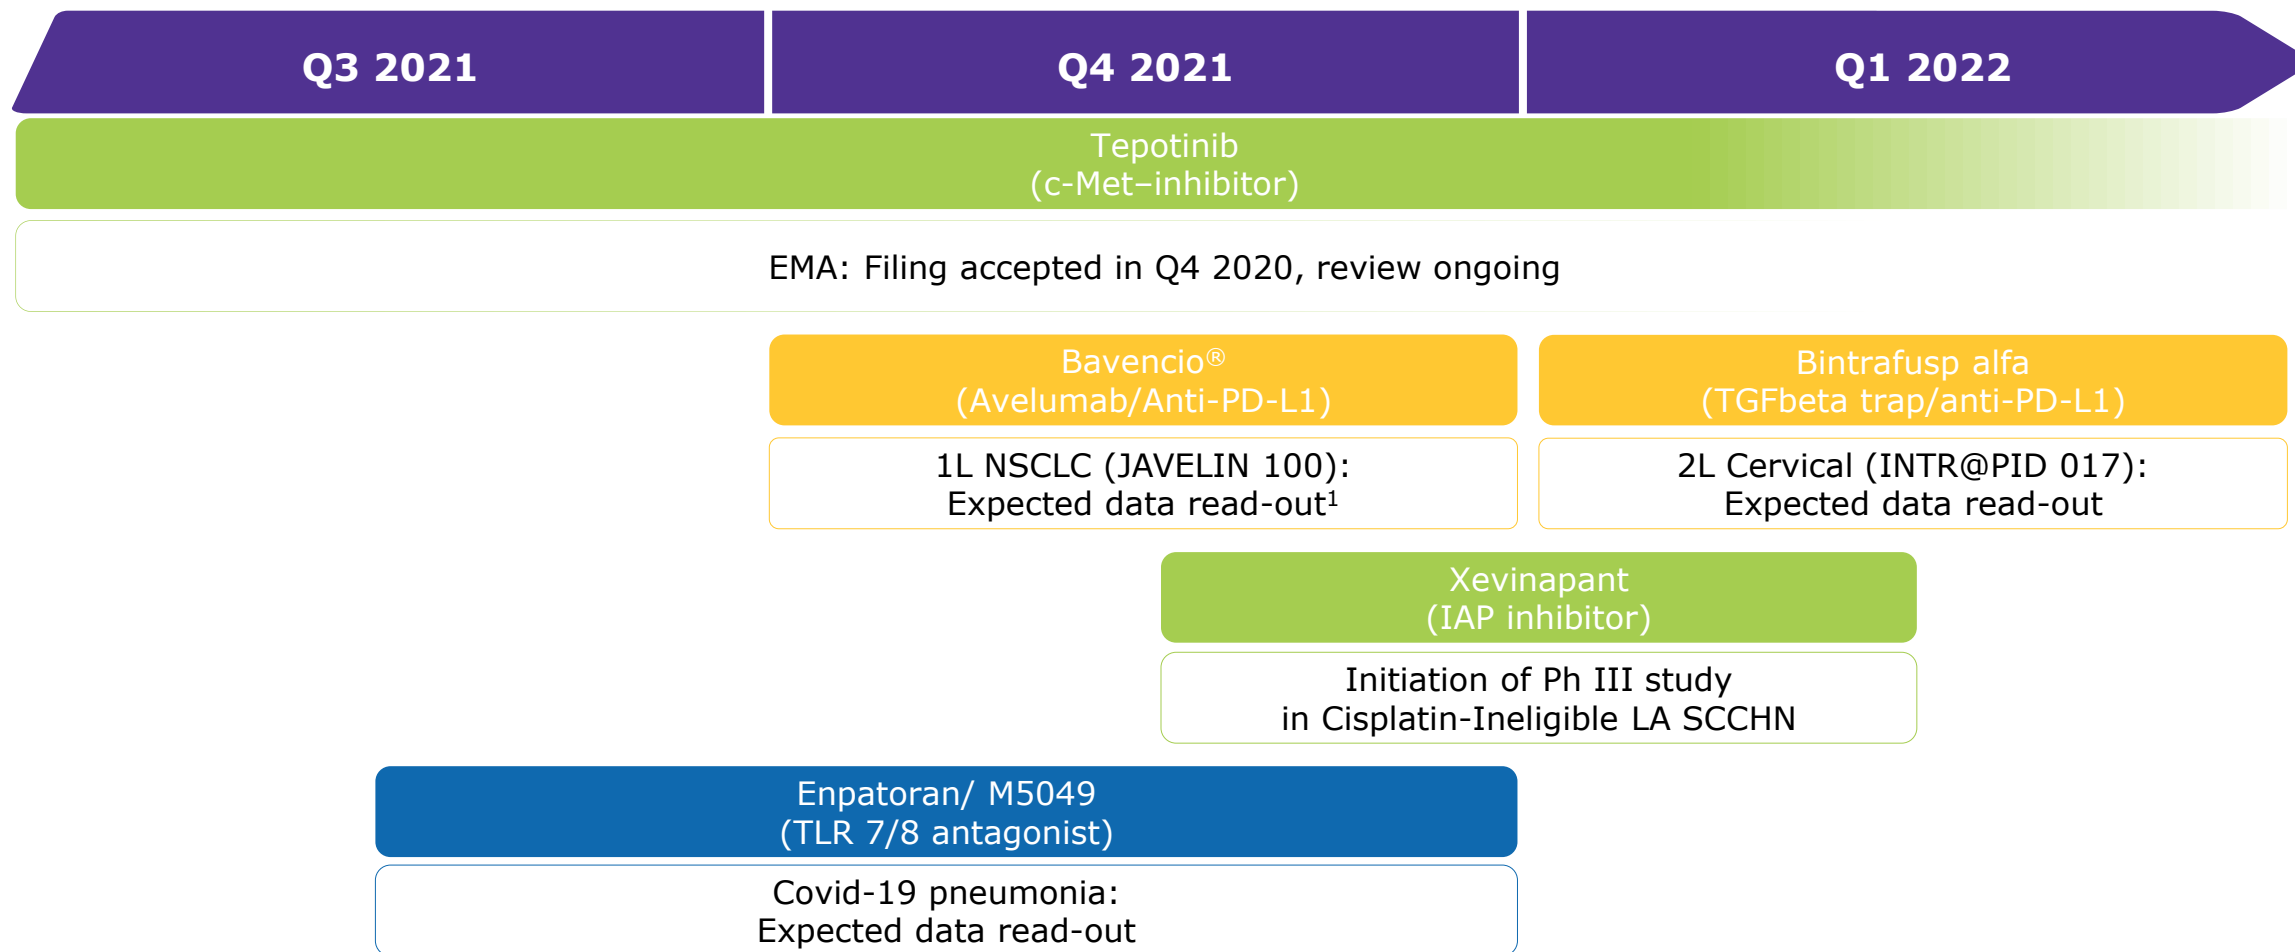 Q3 2021
Q4 2021
Q1 2022
Tepotinib
(c-Met–inhibitor)
EMA: Filing accepted in Q4 2020, review ongoing
Bavencio®
(Avelumab/Anti-PD-L1)
1L NSCLC (JAVELIN 100):
Expected data read-out¹
Bintrafusp alfa
(TGFbeta trap/anti-PD-L1)
2L Cervical (INTR@PID 017):
Expected data read-out
Xevinapant
(IAP inhibitor)
Initiation of Ph III study
in Cisplatin-Ineligible LA SCCHN
Enpatoran/ M5049
(TLR 7/8 antagonist)
Covid-19 pneumonia:
Expected data read-out